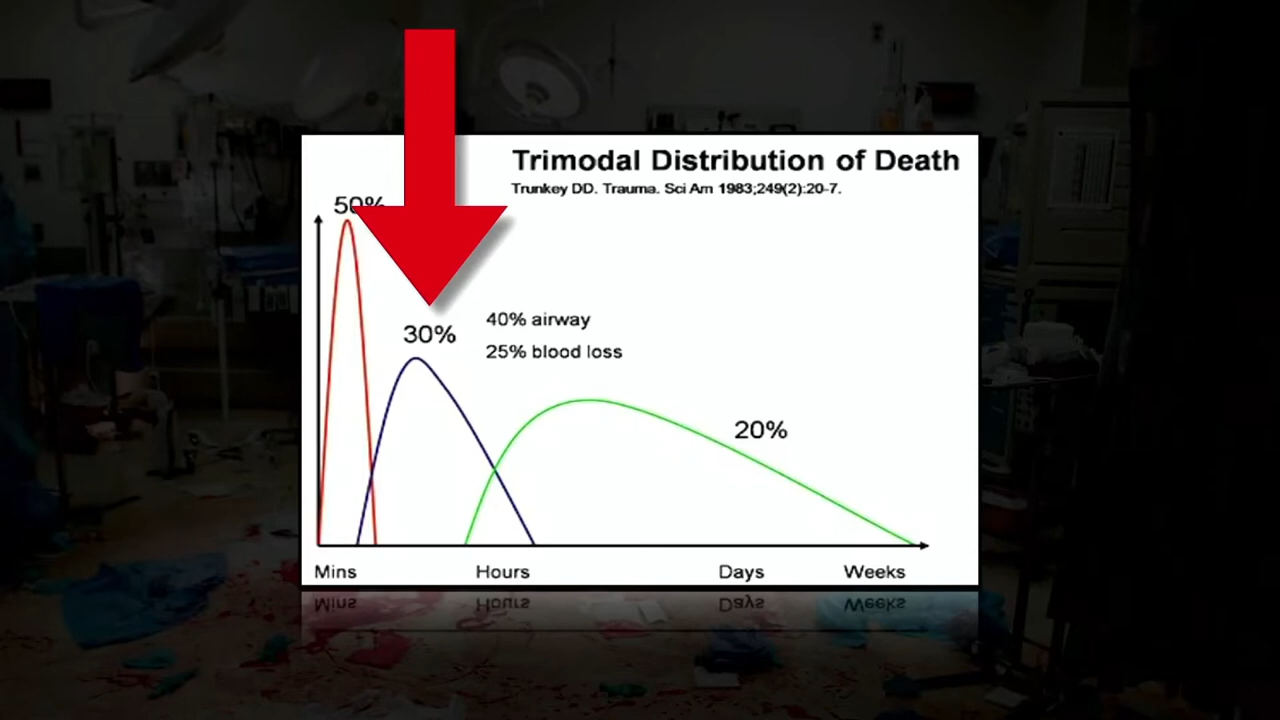 Trimodal Distribution of Death
Trunkey DD. Trauma. Sci Am 1983;249(2):20-7.
50%
40% airway
30%
25% blood loss
20%
Mins Hours Days Weeks